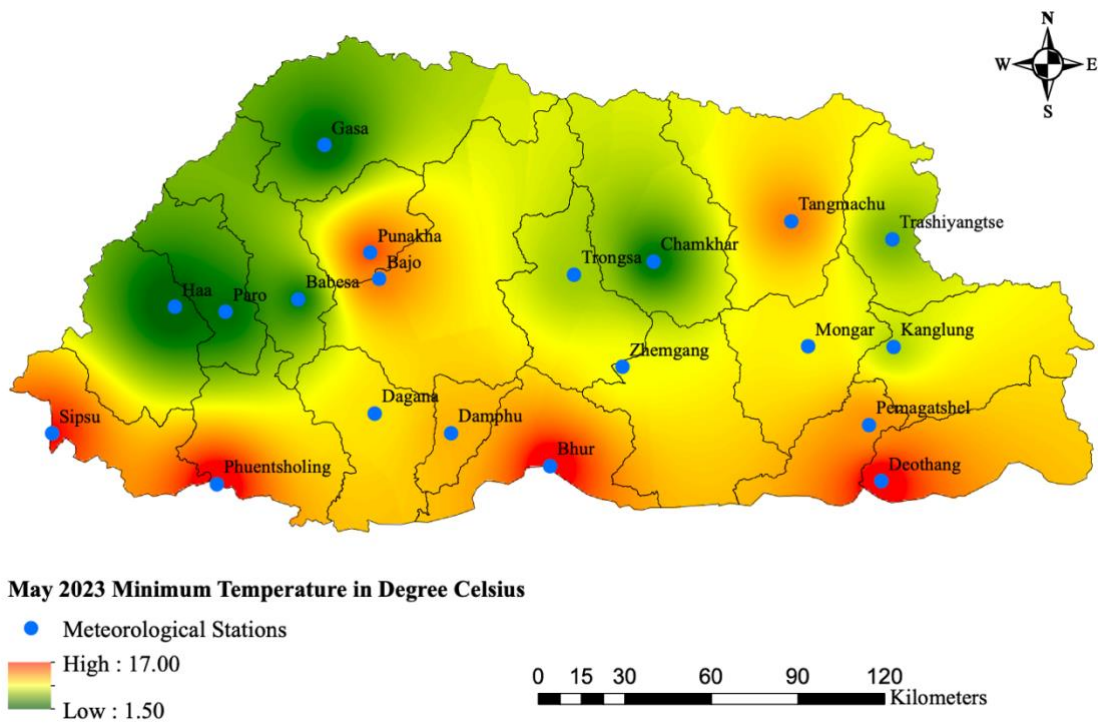 N
W E
S
Gasa
Tangmachu
Trashiyangtse
Punakha
Chamkhar
Bajo
Trongsa
Babesa
Haa
Paro
Mongar
Kanglung
Zhemgang
Dagana
Pemagatshel
Sipsu
Damphu
Bhur
Phuentsholing
Deothang
May 2023 Minimum Temperature in Degree Celsius
Meteorological Stations
High : 17.00
Low : 1.50
0 15 30 60 90 120
Kilometers